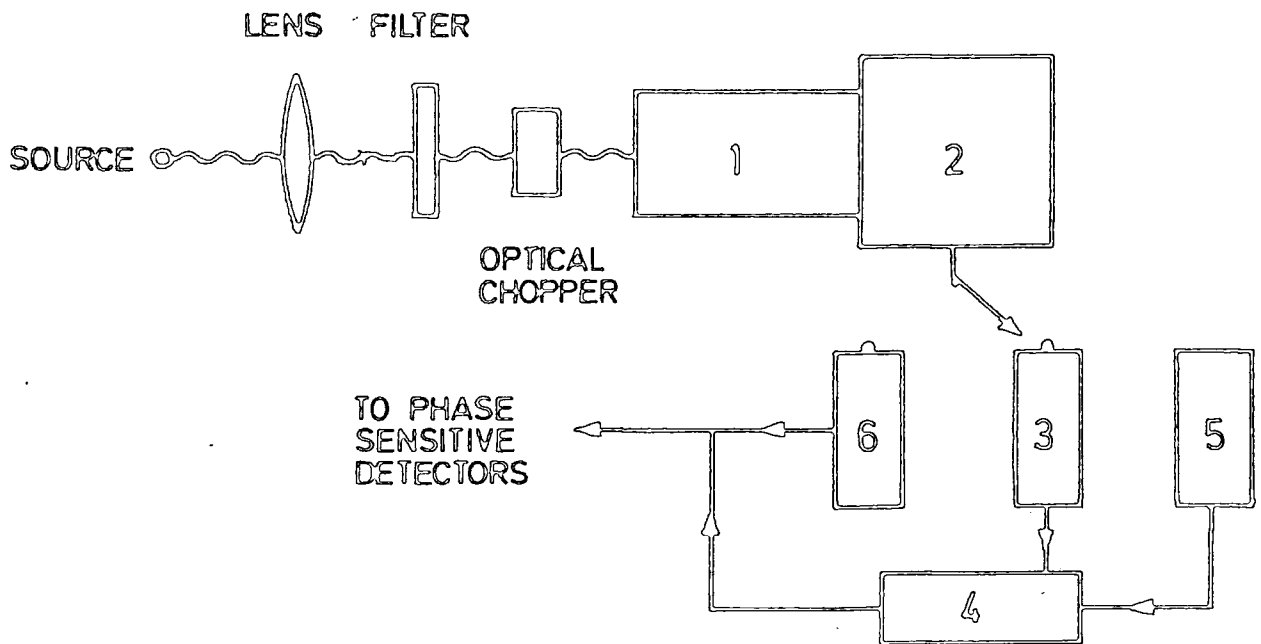 LENS FILTER
SOURCE
1
2
OPTICAL
CHOPPER
TO PHASE
SENSITIVE
DETECTORS
6
3
5
4